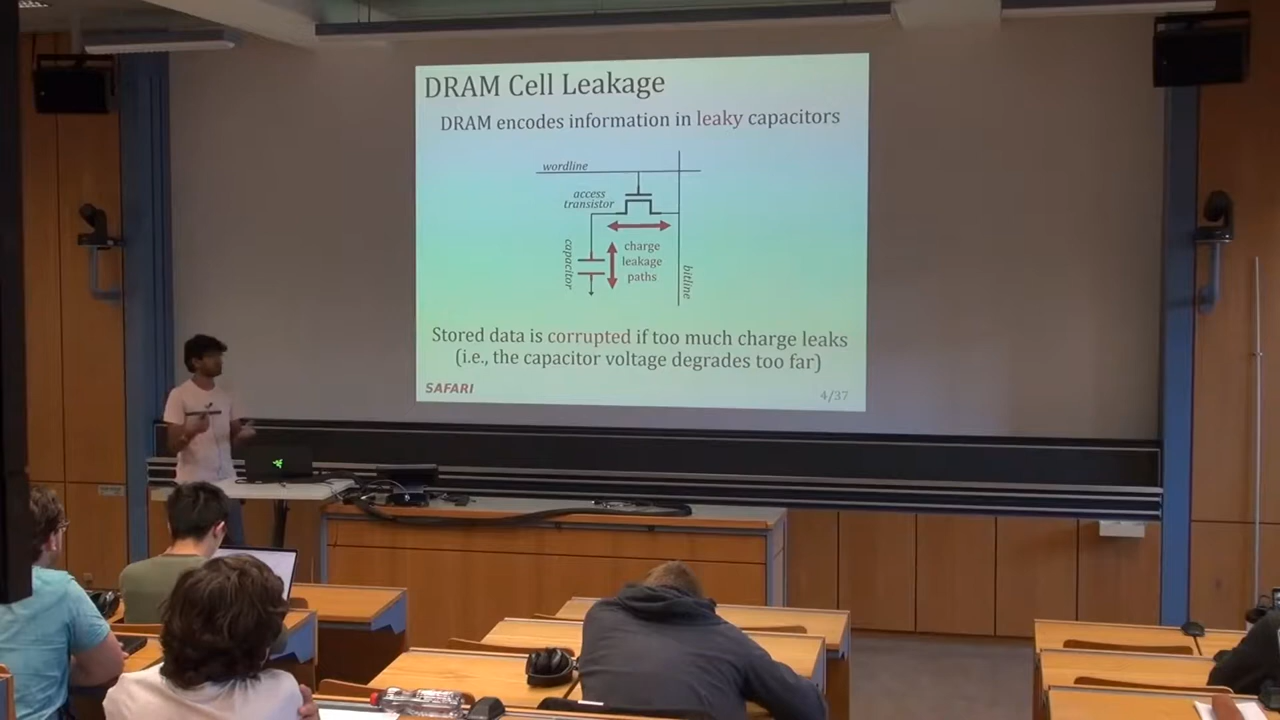 DRAM Cell Leakage
DRAM encodes information in leaky capacitors
wordline
access
transistor
capacitor
charge
leakage
paths
bitline
Stored data is corrupted if too much charge leaks
(i.e., the capacitor voltage degrades too far)
SAFARI
4/37